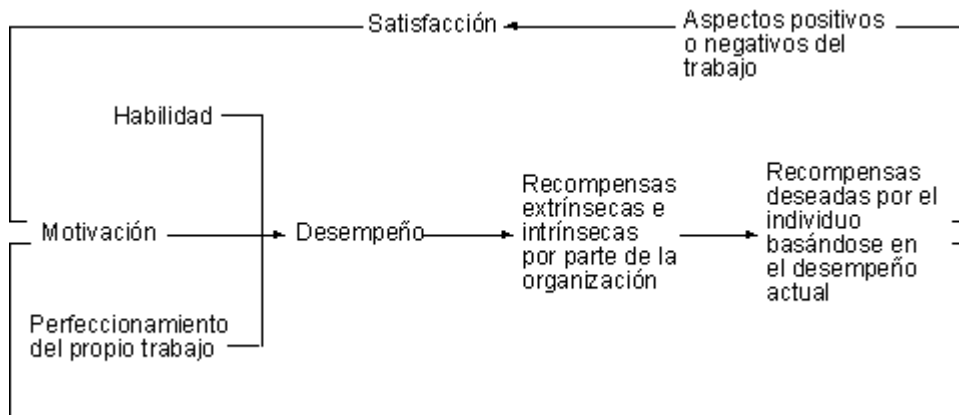 Satisfacción
Aspectos positivos
o negativos del
trabajo
Habilidad
Motivación
Perfeccionamiento
del propio trabajo
Desempeño
Recompensas
extrínsecas e
intrínsecas
por parte de la
organización
Recompensas
deseadas por el
individuo
basándose en
el desempeño
actual